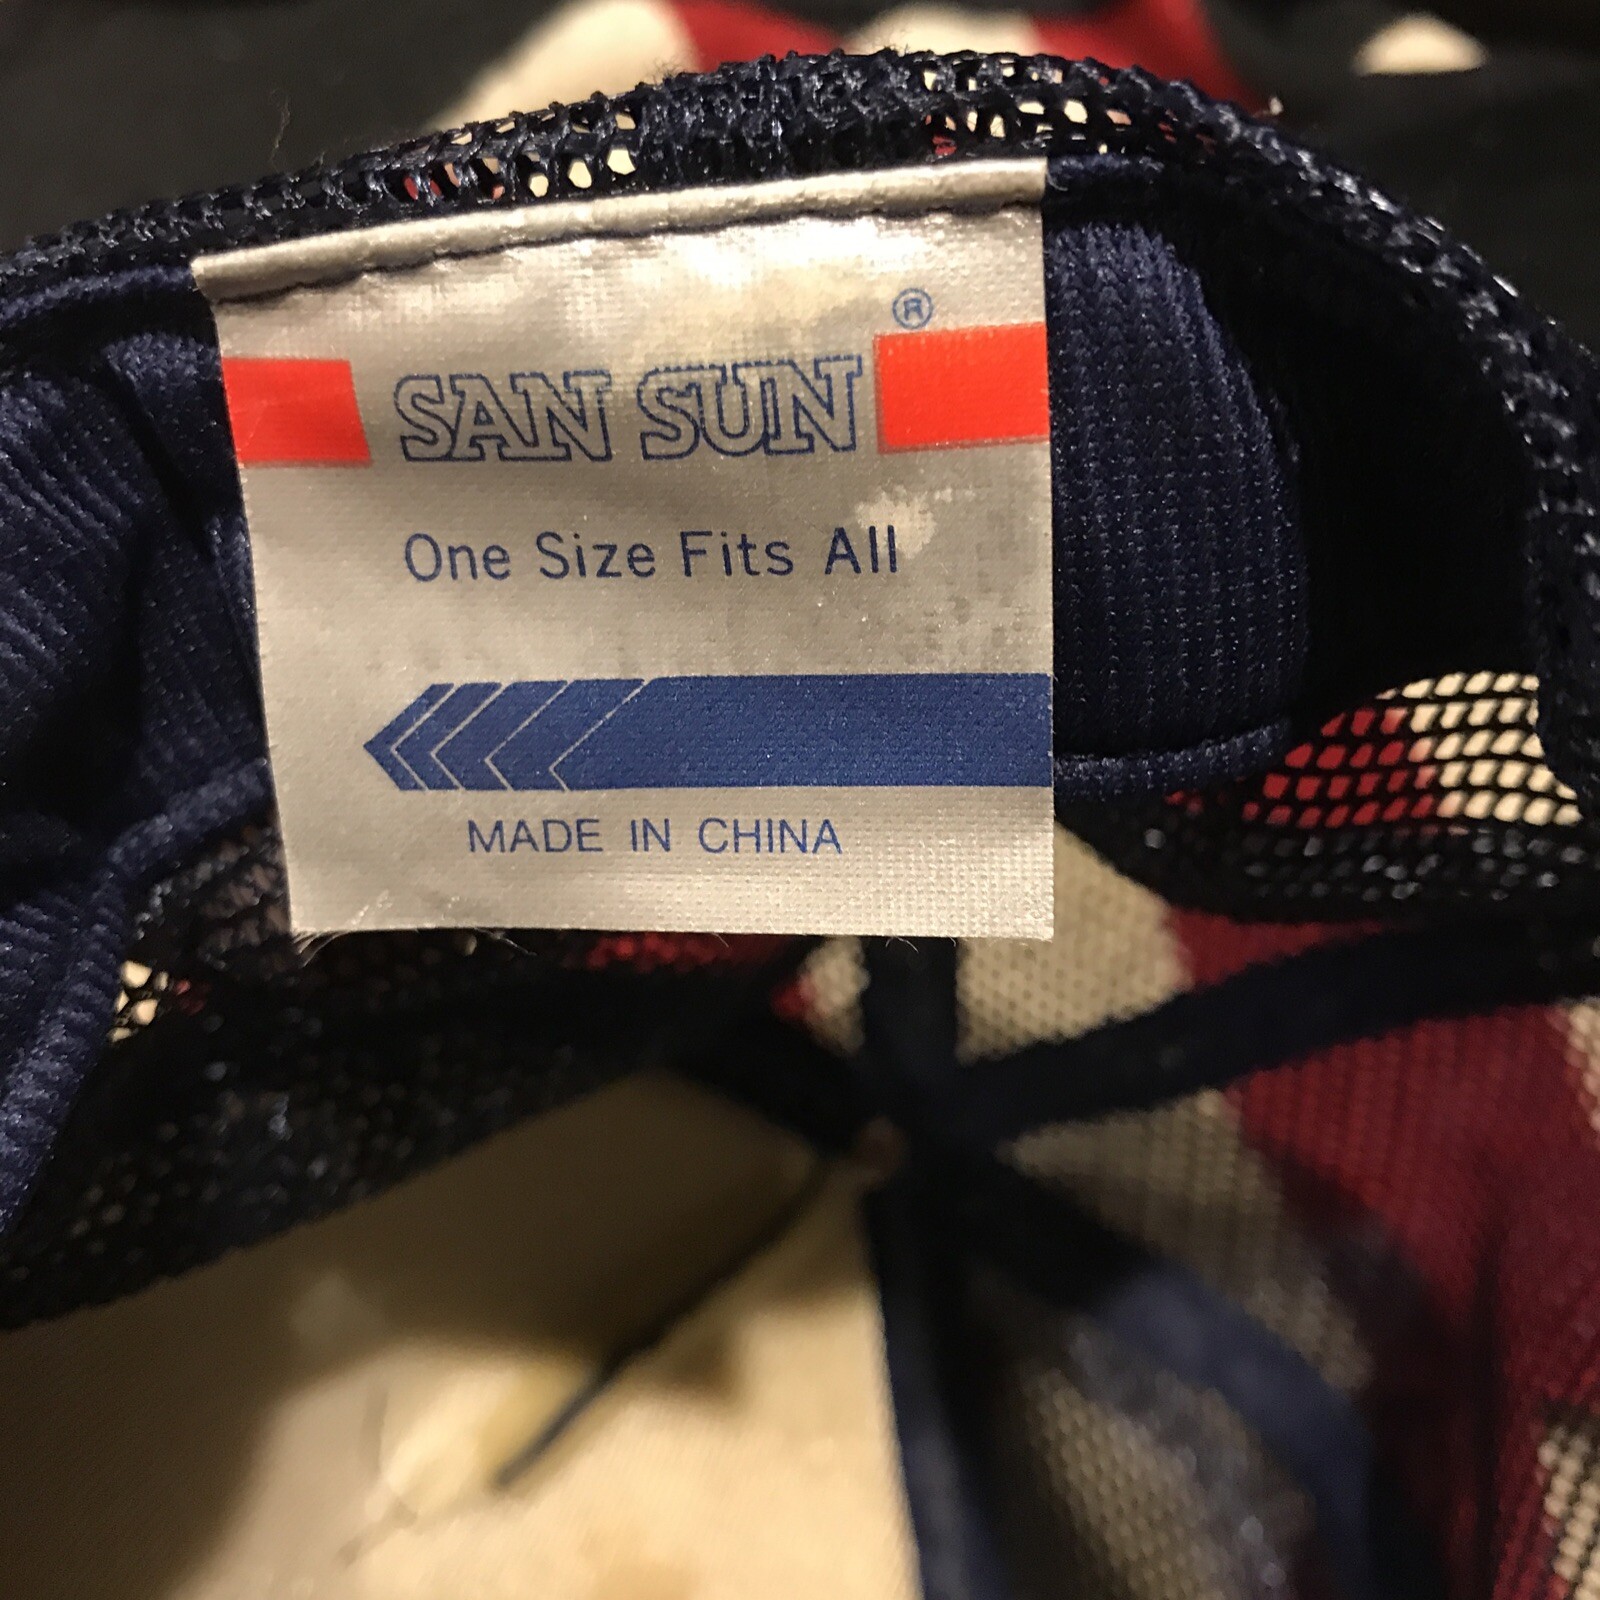 ®
SAN SUN
One Size Fits All
MADE IN CHINA